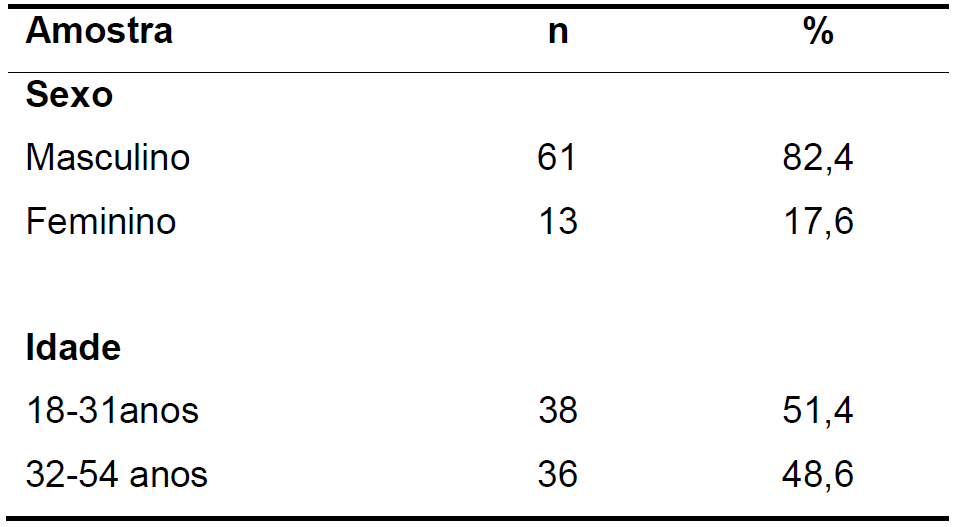 Amostra n %
Sexo
Masculino 61 82,4
Feminino 13 17,6
Idade
18-31anos 38 51,4
32-54 anos 36 48,6